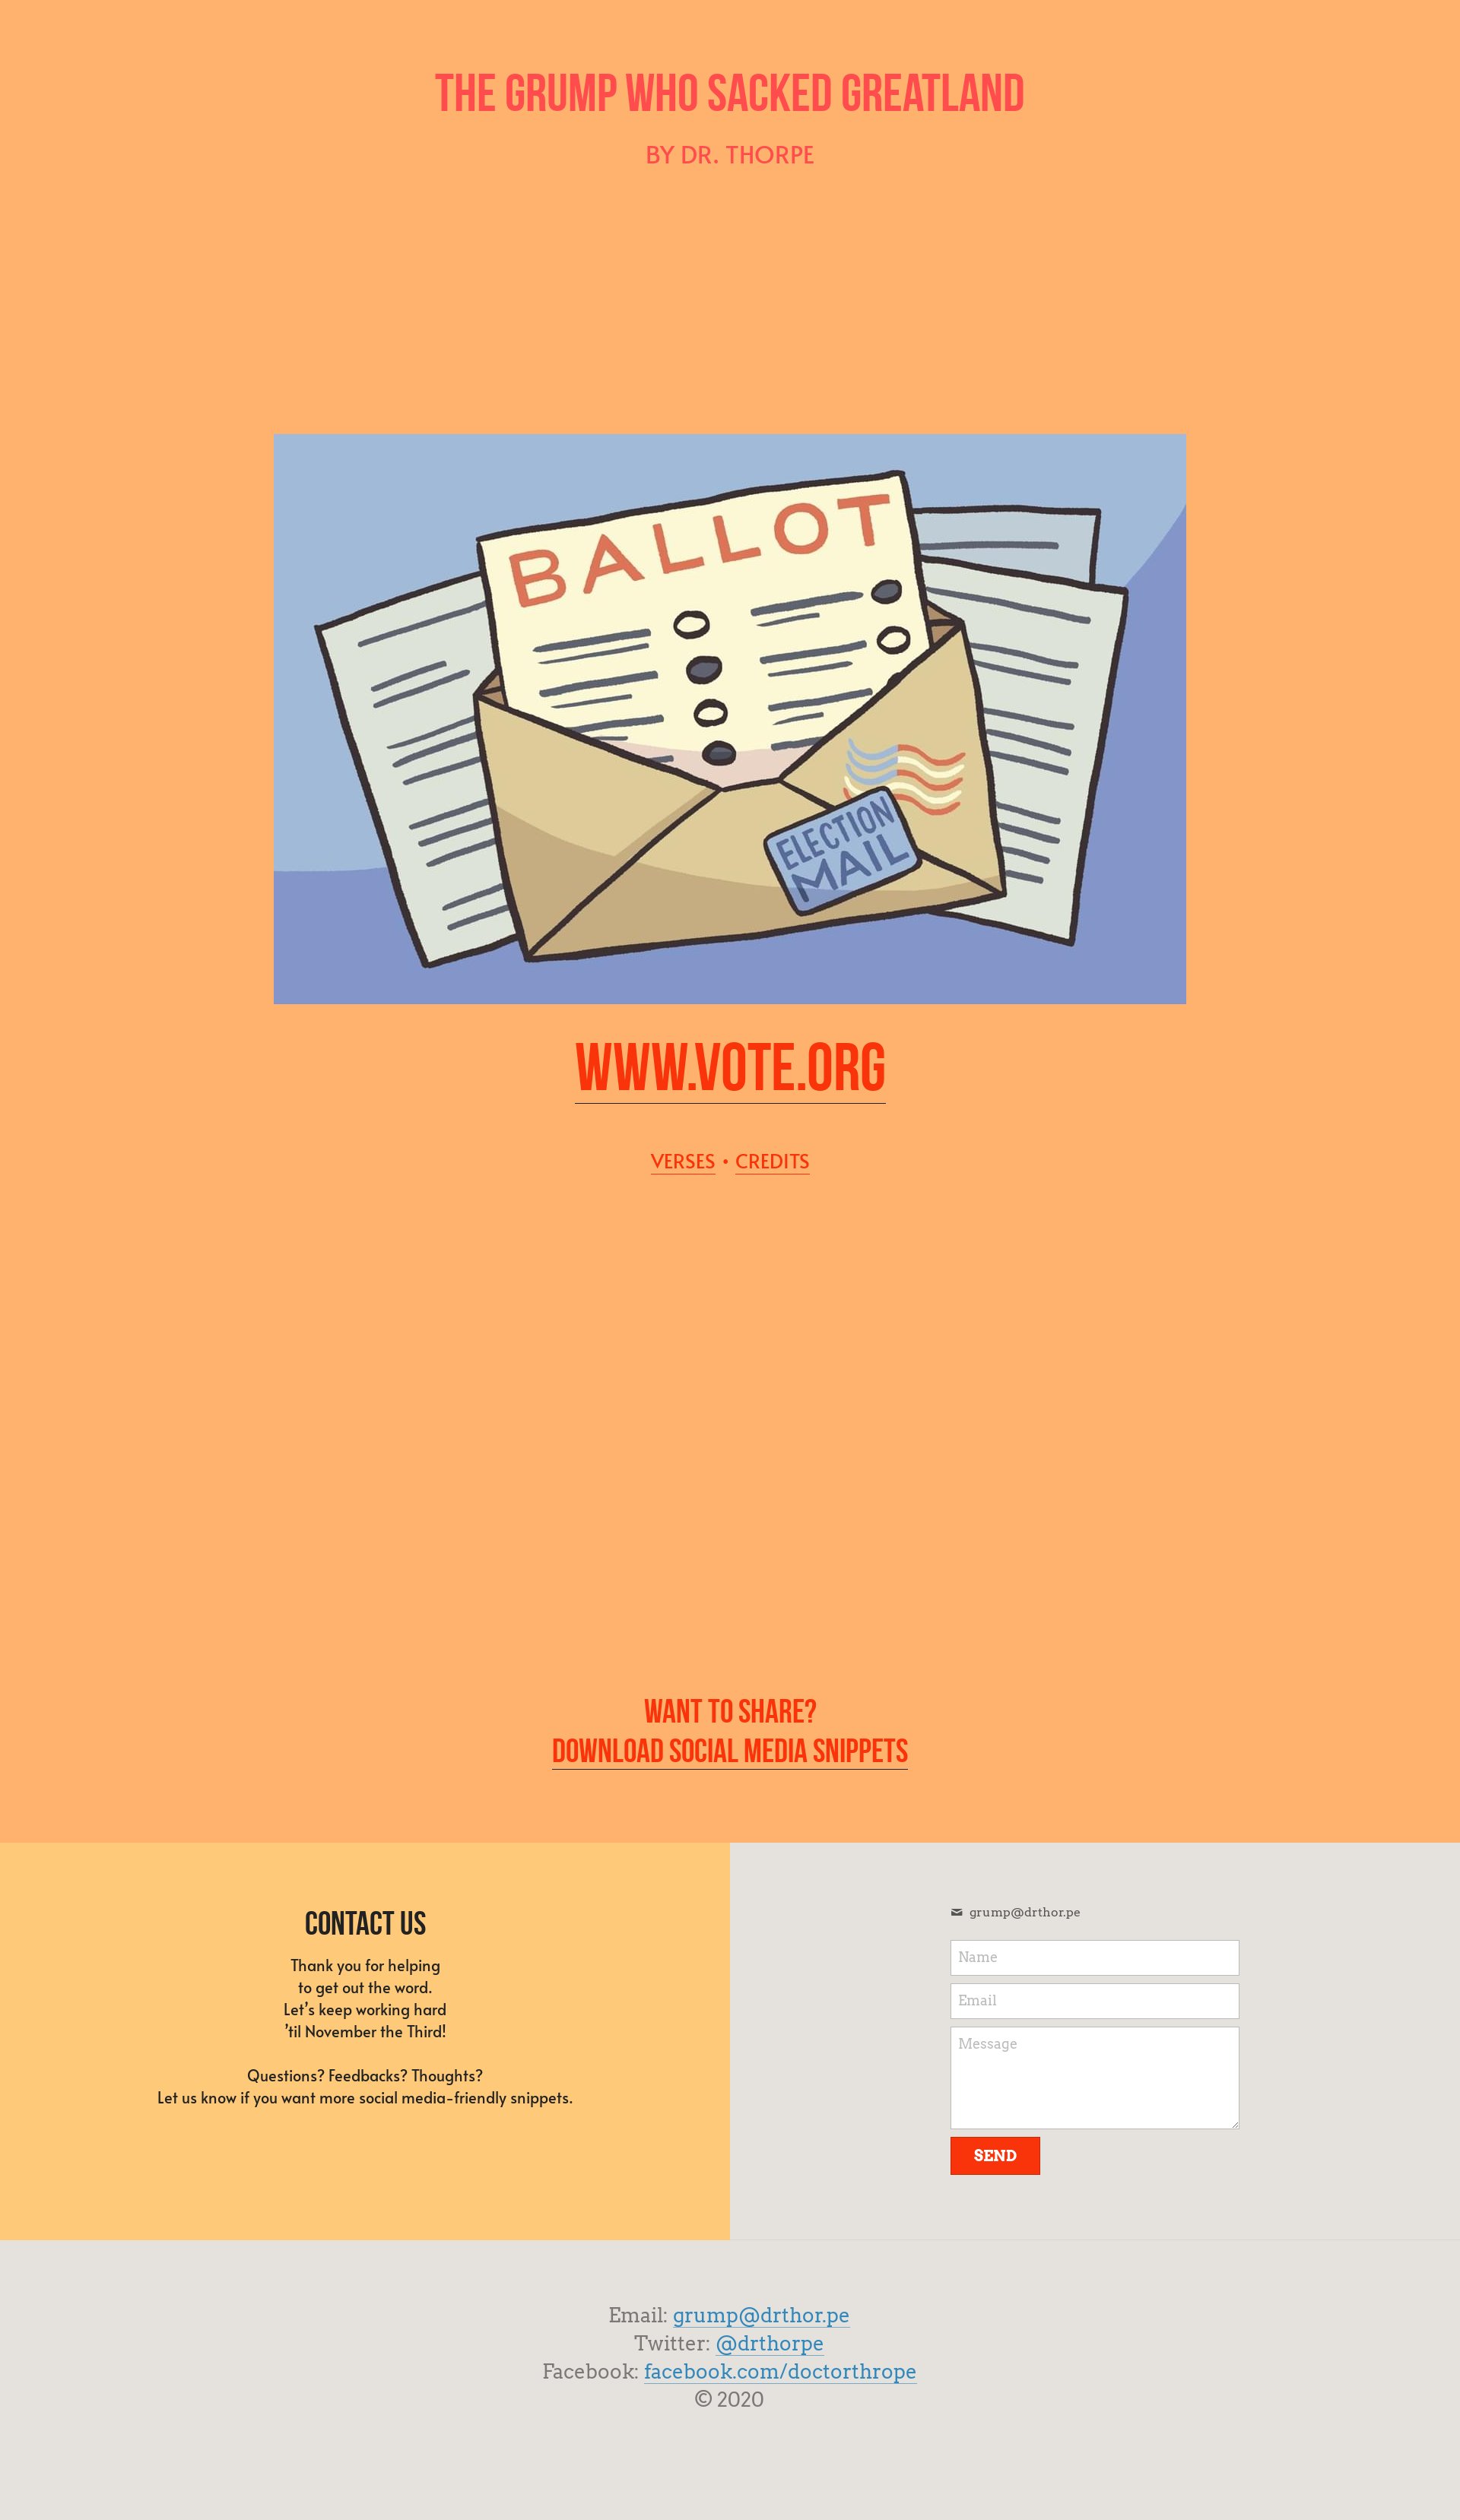 THE GRUMP WHO SACKED GREATLAND
BY DR. THORPE
BALLOT
ELECTION
MAIL
WWW.VOTE.ORG
VERSES • CREDITS
WANT TO SHARE?
DOWNLOAD SOCIAL MEDIA SNIPPETS
CONTACT US
Thank you for helping
to get out the word.
Let's keep working hard
'til November the Third!
Questions? Feedbacks? Thoughts?
Let us know if you want more social media-friendly snippets.
grump@drthor.pe
Name
Email
Message
SEND
Email: grump@drthor.pe
Twitter: @drthorpe
Facebook: facebook.com/doctorthrope
© 2020